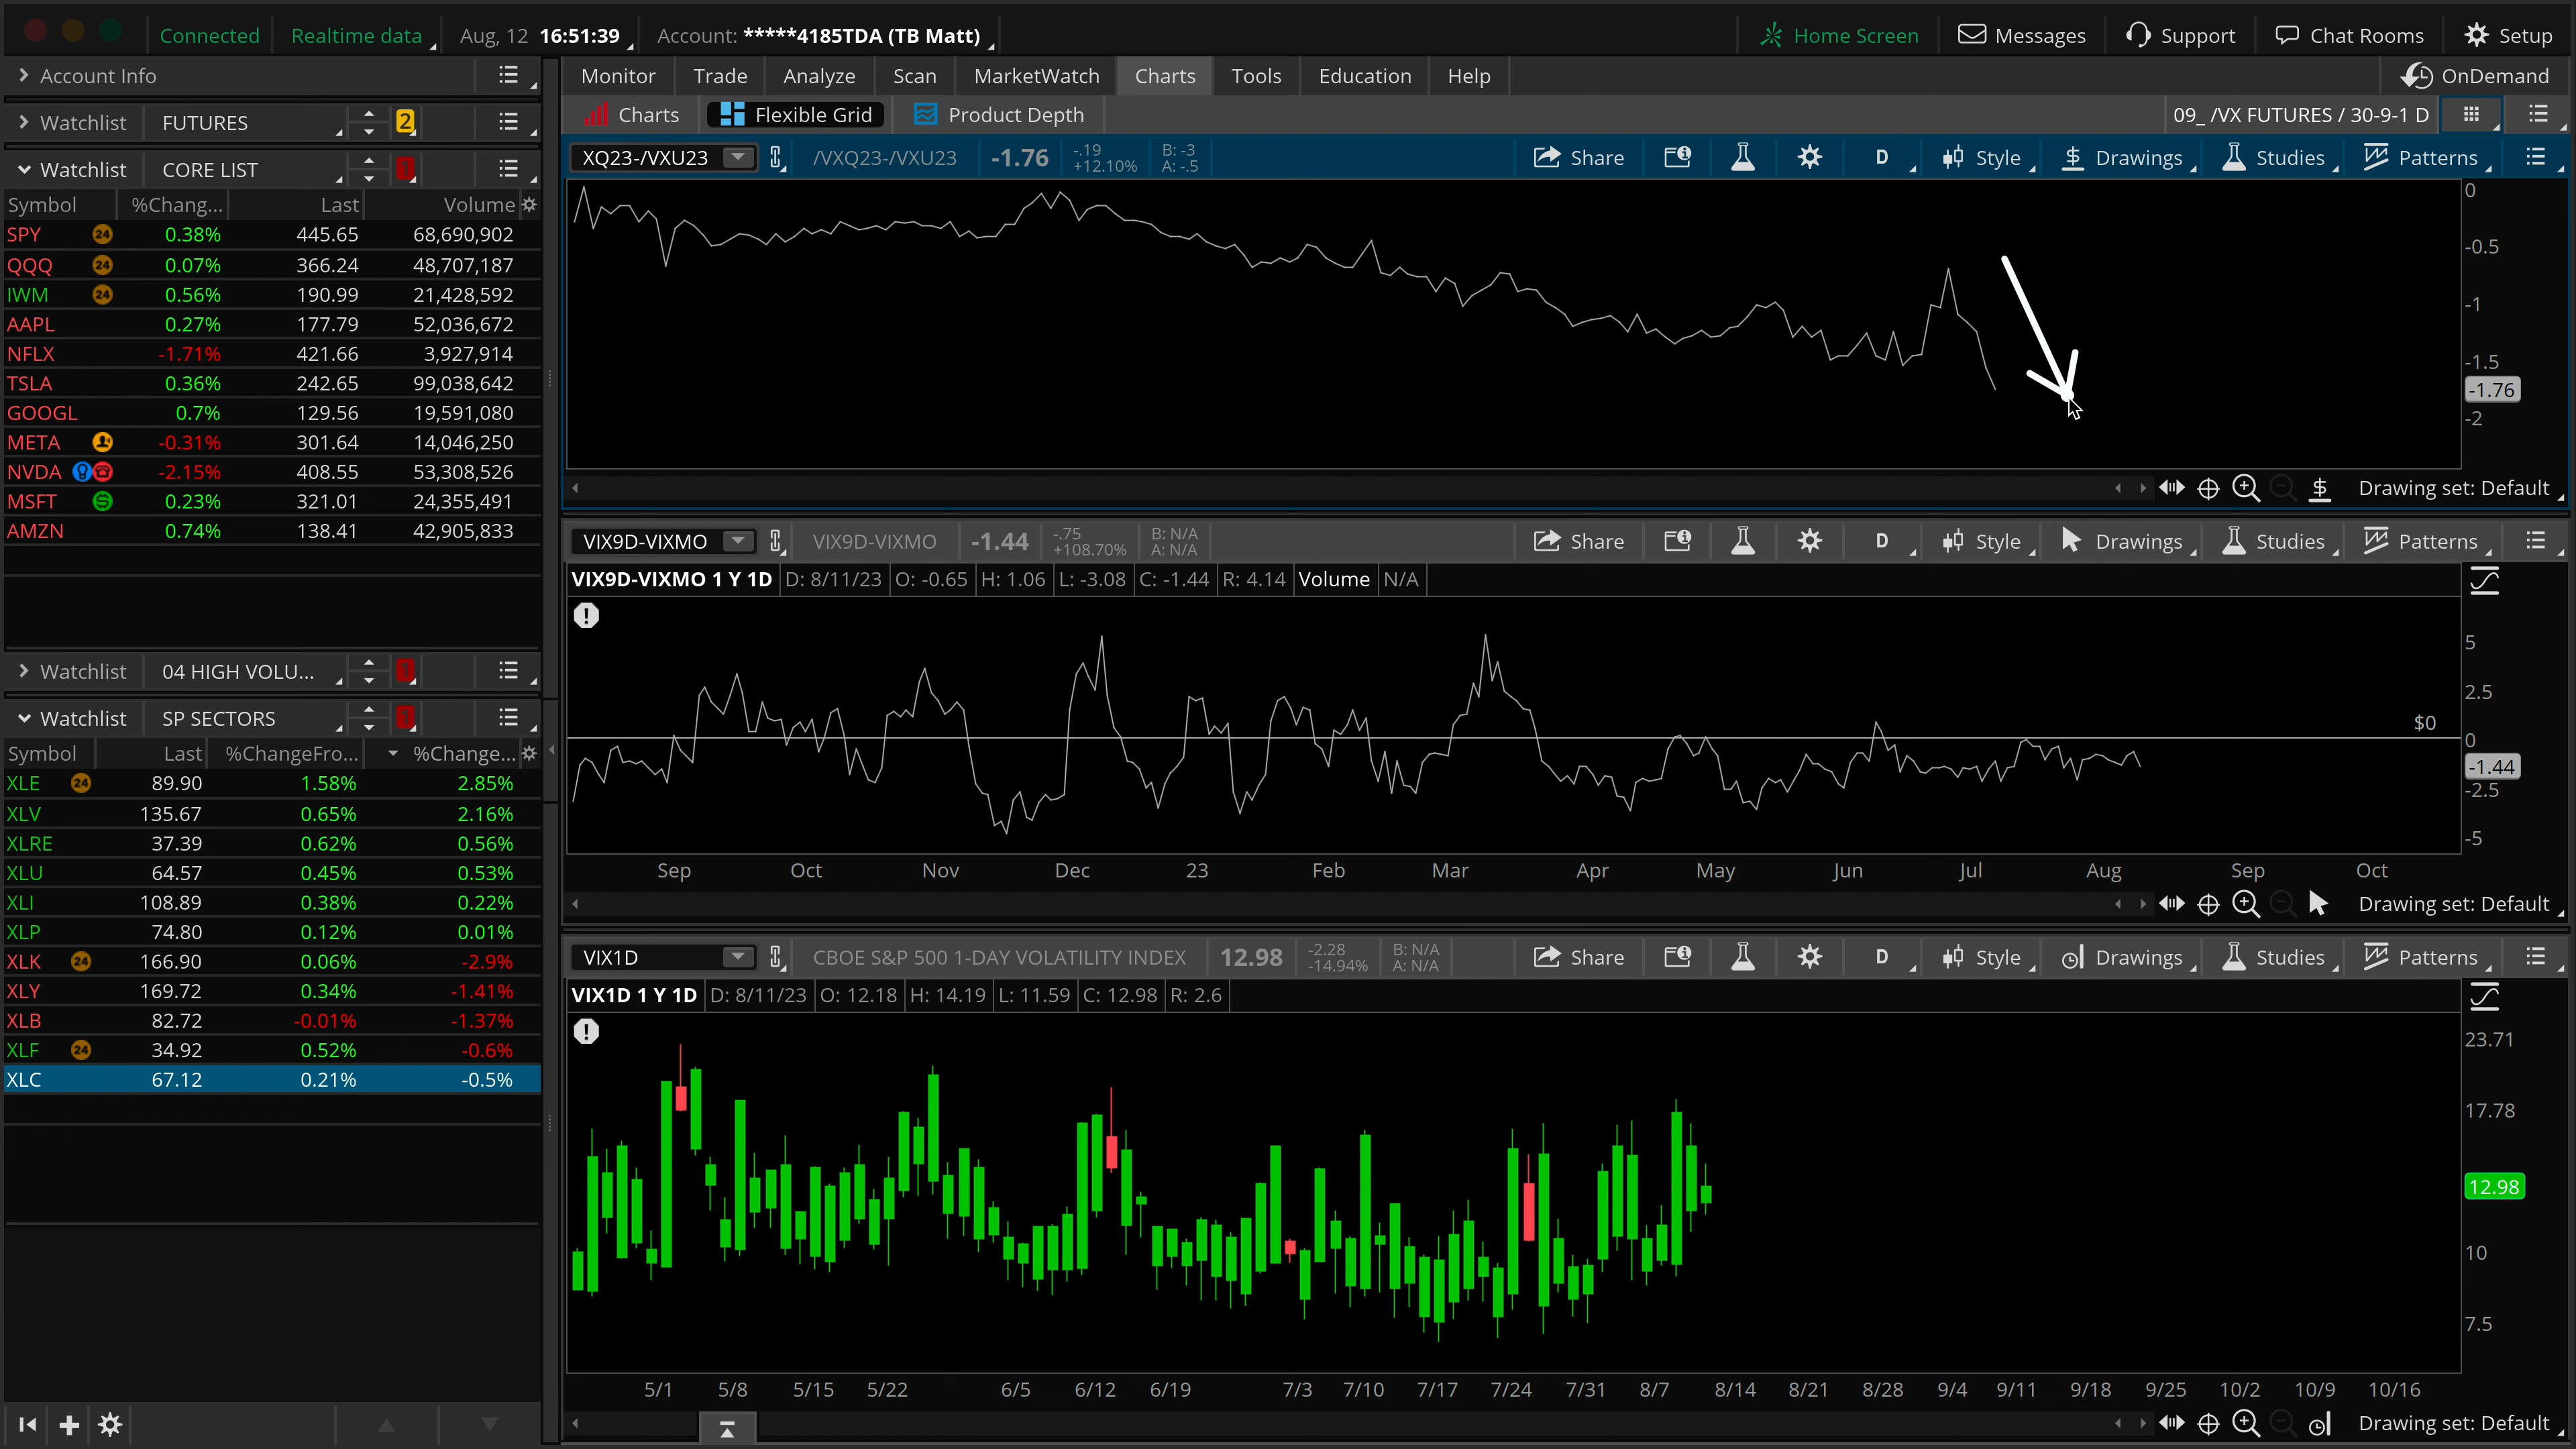 Connected Realtime data Aug, 12 16:51:39 Account: *****4185TDA (TB Matt) Home Screen Messages Support Chat Rooms Setup
Account Info
Monitor Trade Analyze Scan MarketWatch Charts Tools Education Help OnDemand
Charts Flexible Grid Product Depth 09_ /VX FUTURES / 30-9-1 D
Watchlist FUTURES 2
Watchlist CORE LIST
Symbol %Chang... Last Volume
SPY 24 0.38% 445.65 68,690,902
QQQ 24 0.07% 366.24 48,707,187
IWM 24 0.56% 190.99 21,428,592
AAPL 0.27% 177.79 52,036,672
NFLX -1.71% 421.66 3,927,914
TSLA 0.36% 242.65 99,038,642
GOOGL 0.7% 129.56 19,591,080
META -0.31% 301.64 14,046,250
NVDA -2.15% 408.55 53,308,526
MSFT 0.23% 321.01 24,355,491
AMZN 0.74% 138.41 42,905,833
Watchlist 04 HIGH VOLU...
Watchlist SP SECTORS
Symbol Last %ChangeFro... %Change...
XLE 24 89.90 1.58% 2.85%
XLV 135.67 0.65% 2.16%
XLRE 37.39 0.62% 0.56%
XLU 64.57 0.45% 0.53%
XLI 108.89 0.38% 0.22%
XLP 74.80 0.12% 0.01%
XLK 24 166.90 0.06% -2.9%
XLY 169.72 0.34% -1.41%
XLB 82.72 -0.01% -1.37%
XLF 24 34.92 0.52% -0.6%
XLC 67.12 0.21% -0.5%
XQ23-/VXU23 /VXQ23-/VXU23 -1.76 -.19 +12.10% B: -3 A: -.5 Share D Style Drawings Studies Patterns
0
-0.5
-1
-1.5
-1.76
-2
Drawing set: Default
VIX9D-VIXMO VIX9D-VIXMO -1.44 -.75 +108.70% B: N/A A: N/A Share D Style Drawings Studies Patterns
VIX9D-VIXMO 1 Y 1D D: 8/11/23 O: -0.65 H: 1.06 L: -3.08 C: -1.44 R: 4.14 Volume N/A
5
2.5
$0
0
-1.44
-2.5
-5
Sep Oct Nov Dec 23 Feb Mar Apr May Jun Jul Aug Sep Oct
Drawing set: Default
VIX1D CBOE S&P 500 1-DAY VOLATILITY INDEX 12.98 -2.28 -14.94% B: N/A A: N/A Share D Style Drawings Studies Patterns
VIX1D 1 Y 1D D: 8/11/23 O: 12.18 H: 14.19 L: 11.59 C: 12.98 R: 2.6
23.71
17.78
12.98
10
7.5
5/1 5/8 5/15 5/22 6/5 6/12 6/19 7/3 7/10 7/17 7/24 7/31 8/7 8/14 8/21 8/28 9/4 9/11 9/18 9/25 10/2 10/9 10/16
Drawing set: Default